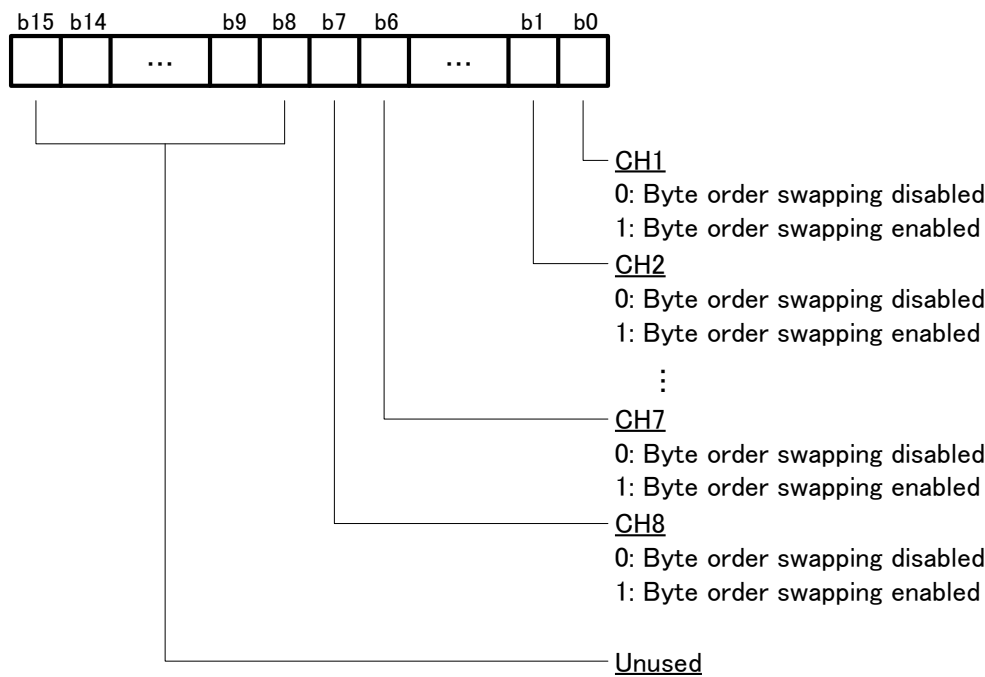 b15 b14 b9 b8 b7 b6 b1 b0
… …
CH1
0: Byte order swapping disabled
1: Byte order swapping enabled
CH2
0: Byte order swapping disabled
1: Byte order swapping enabled
⋮
CH7
0: Byte order swapping disabled
1: Byte order swapping enabled
CH8
0: Byte order swapping disabled
1: Byte order swapping enabled
Unused